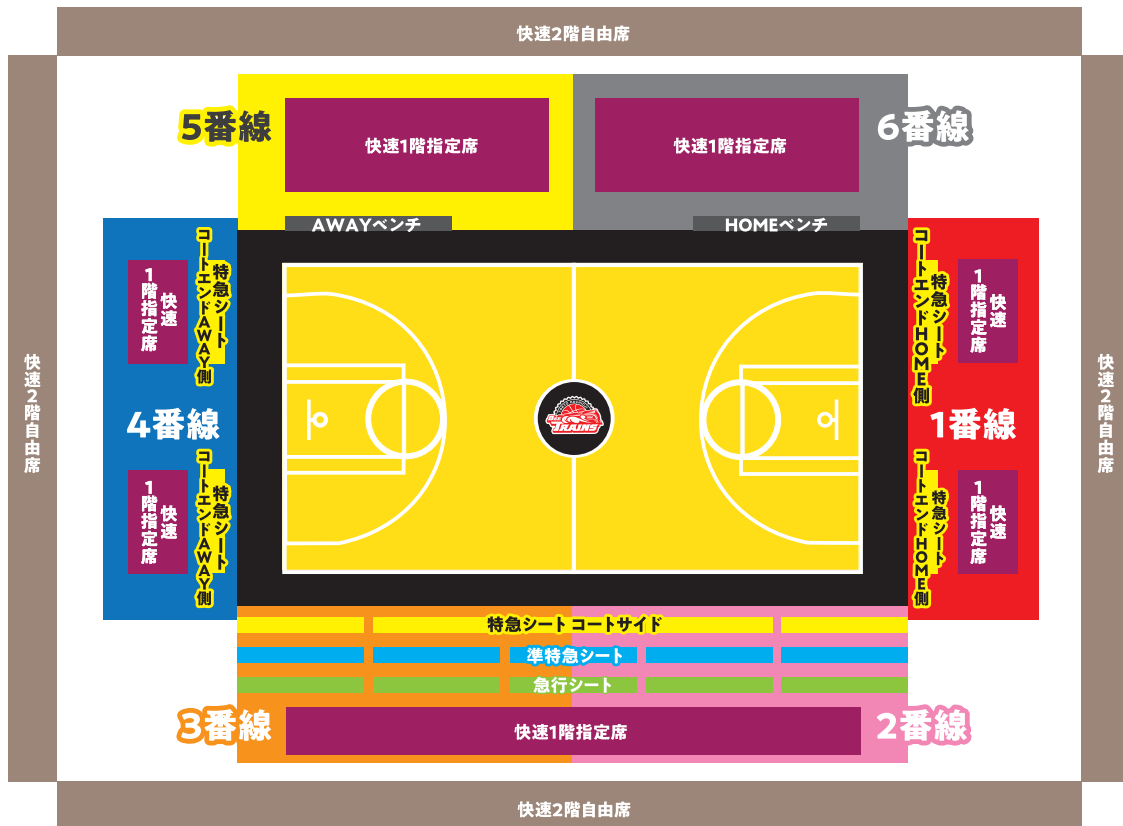 快速2階自由席
5番線
6番線
快速1階指定席
快速1階指定席
AWAYベンチ
HOMEベンチ
快速2階自由席
快速
1階指定席
特急シート
コートエンドAWAY側
特急シート
コートエンドHOME側
快速
1階指定席
快速2階自由席
4番線
BEE
TRAINS
1番線
快速
1階指定席
特急シート
コートエンドAWAY側
特急シート
コートエンドHOME側
快速
1階指定席
特急シート コートサイド
準特急シート
急行シート
3番線
快速1階指定席
2番線
快速2階自由席